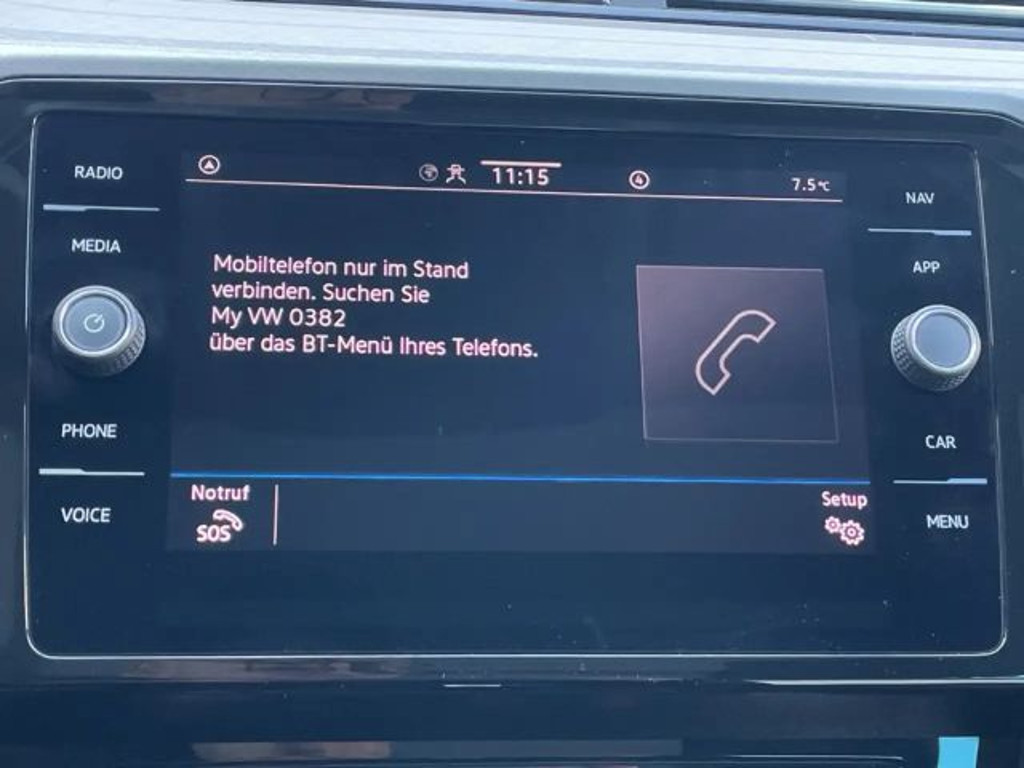 RADIO
MEDIA
PHONE
VOICE
4
11:15
7.5°C
Mobiltelefon nur im Stand
verbinden. Suchen Sie
My VW 0382
über das BT-Menü Ihres Telefons.
Notruf
SOS
Setup
NAV
APP
CAR
MENU